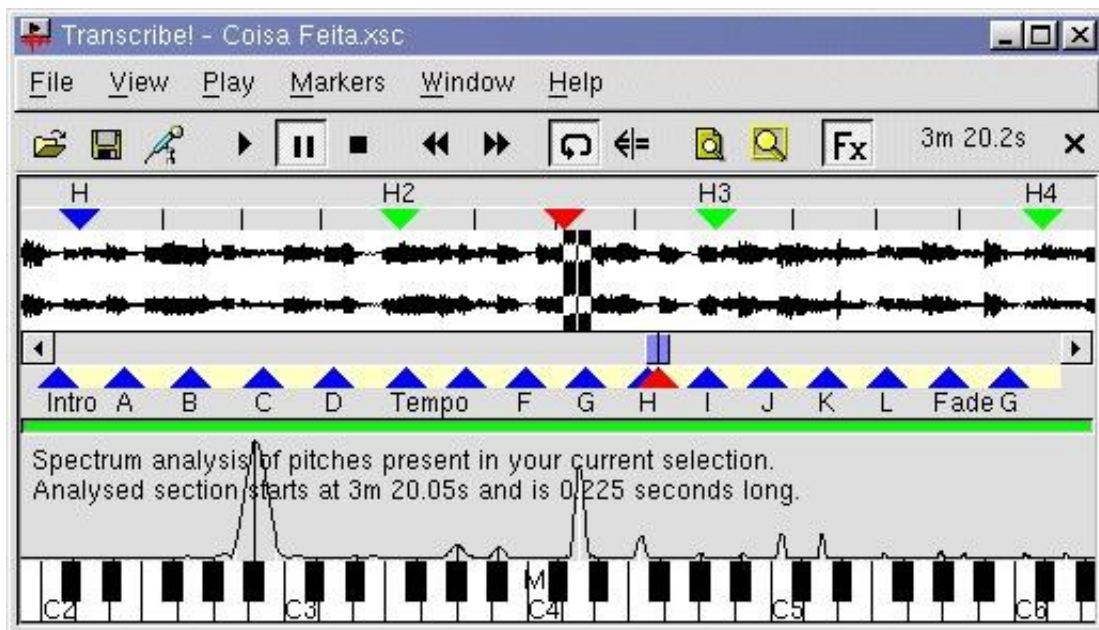 Transcribe! - Coisa Feita.xsc
File View Play Markers Window Help
Fx 3m 20.2s
H H2 H3 H4
Intro A B C D Tempo F G H I J K L Fade G
Spectrum analysis of pitches present in your current selection.
Analysed section starts at 3m 20.05s and is 0.225 seconds long.
M
C2 C3 C4 C5 C6